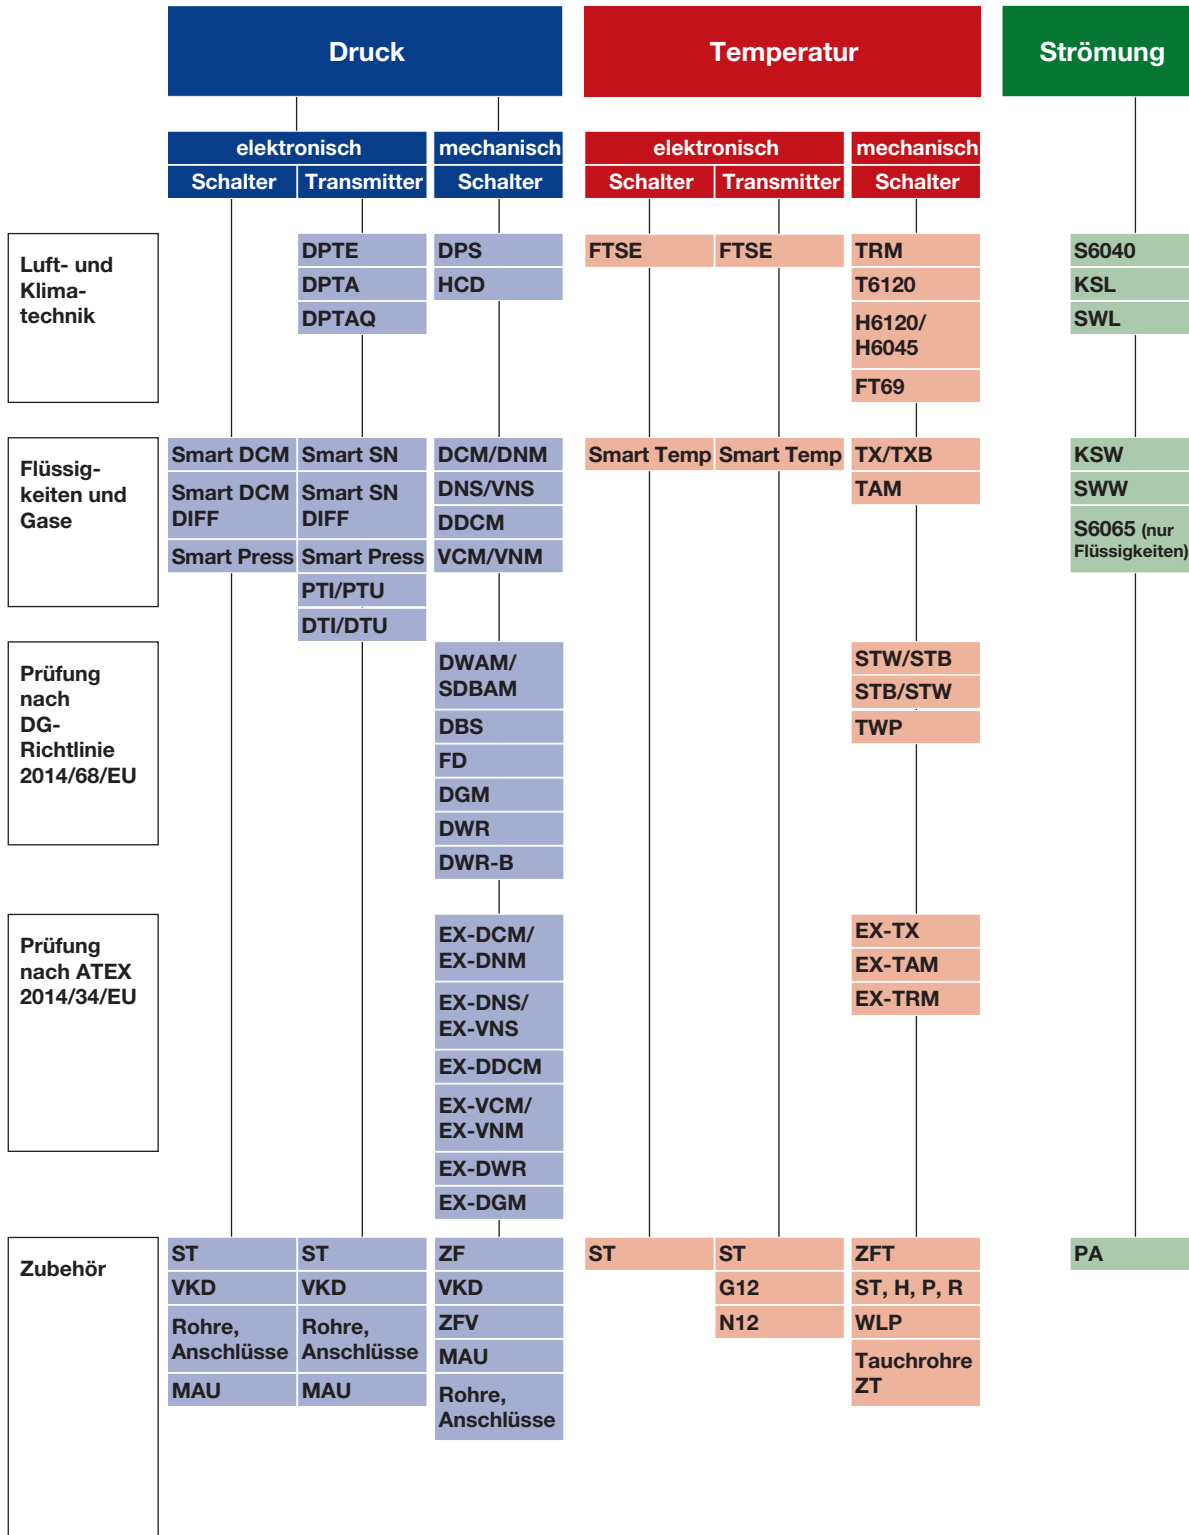 Druck
Temperatur
Strömung
elektronisch
mechanisch
elektronisch
mechanisch
Schalter
Transmitter
Schalter
Schalter
Transmitter
Schalter
Luft- und
Klima-
technik
DPTE
DPTA
DPTAQ
DPS
HCD
FTSE
FTSE
TRM
T6120
H6120/
H6045
FT69
S6040
KSL
SWL
Flüssig-
keiten und
Gase
Smart DCM
Smart DCM
DIFF
Smart Press
Smart SN
Smart SN
DIFF
Smart Press
PTI/PTU
DTI/DTU
DCM/DNM
DNS/VNS
DDCM
VCM/VNM
Smart Temp
Smart Temp
TX/TXB
TAM
KSW
SWW
S6065 (nur
Flüssigkeiten)
Prüfung
nach
DG-
Richtlinie
2014/68/EU
DWAM/
SDBAM
DBS
FD
DGM
DWR
DWR-B
STW/STB
STB/STW
TWP
Prüfung
nach ATEX
2014/34/EU
EX-DCM/
EX-DNM
EX-DNS/
EX-VNS
EX-DDCM
EX-VCM/
EX-VNM
EX-DWR
EX-DGM
EX-TX
EX-TAM
EX-TRM
Zubehör
ST
VKD
Rohre,
Anschlüsse
MAU
ST
VKD
Rohre,
Anschlüsse
MAU
ZF
VKD
ZFV
MAU
Rohre,
Anschlüsse
ST
ST
G12
N12
ZFT
ST, H, P, R
WLP
Tauchrohre
ZT
PA